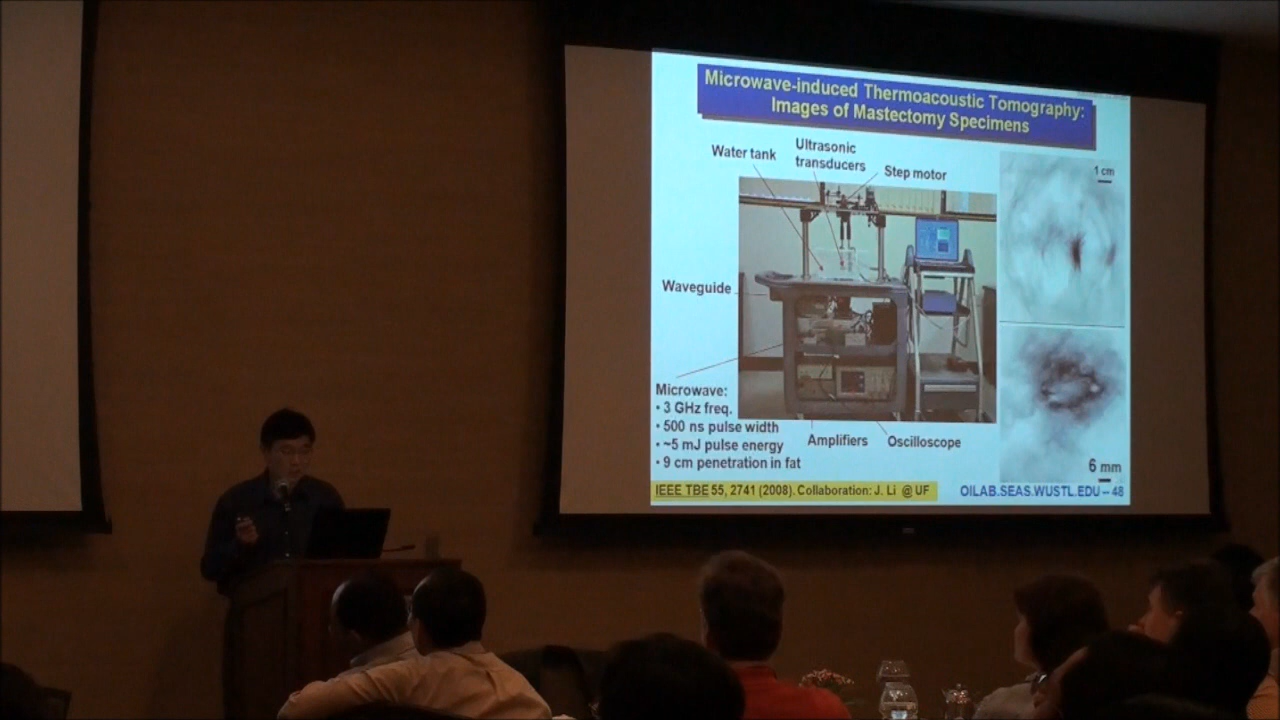 Microwave-induced Thermoacoustic Tomography:
Images of Mastectomy Specimens
Water tank
Ultrasonic
transducers
Step motor
1 cm
Waveguide
Microwave:
• 3 GHz freq.
• 500 ns pulse width
• ~5 mJ pulse energy
• 9 cm penetration in fat
Amplifiers
Oscilloscope
6 mm
IEEE TBE 55, 2741 (2008). Collaboration: J. Li @ UF
OILAB.SEAS.WUSTL.EDU – 48